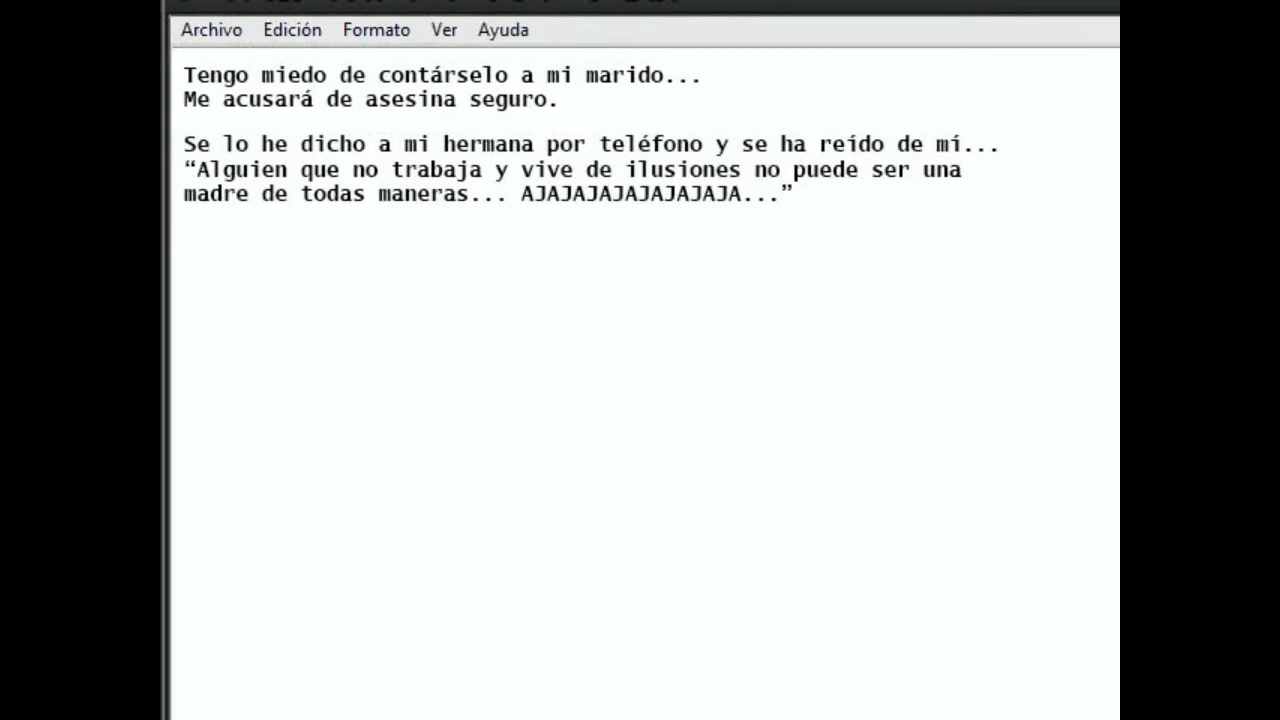 Archivo Edición Formato Ver Ayuda
Tengo miedo de contárselo a mi marido...
Me acusará de asesina seguro.
Se lo he dicho a mi hermana por teléfono y se ha reído de mí...
“Alguien que no trabaja y vive de ilusiones no puede ser una
madre de todas maneras... AJAJAJAJAJAJAJAJA...”